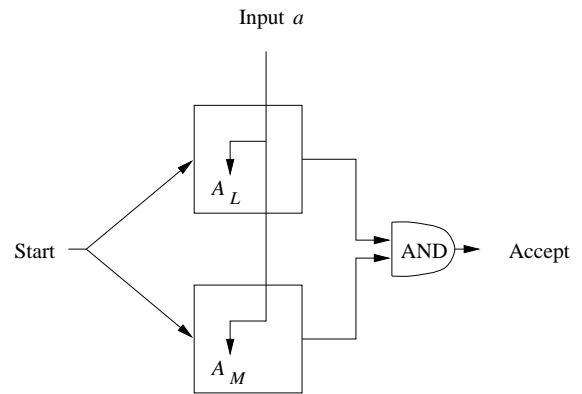 Input a
A L
Start
AND
Accept
A M